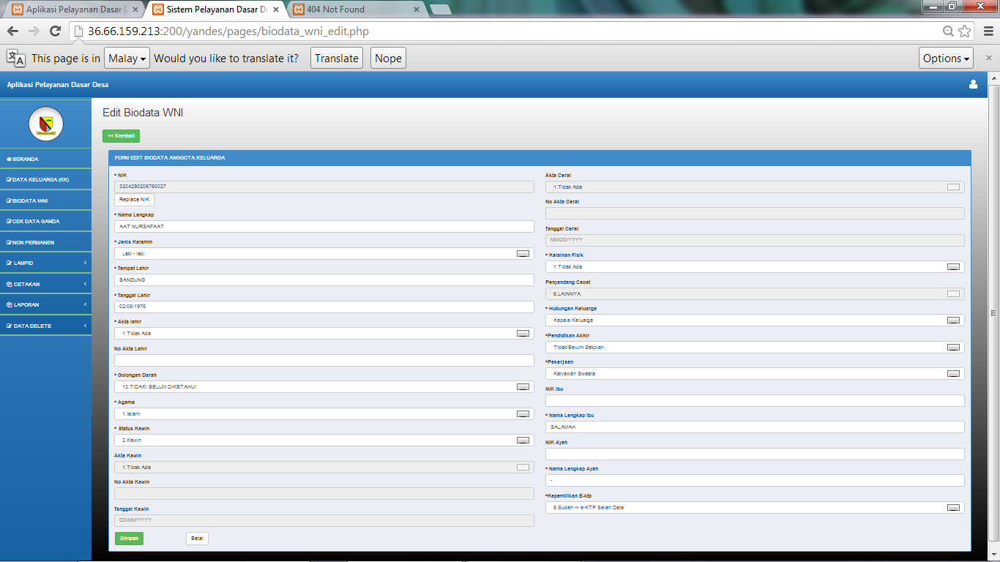 Aplikasi Pelayanan Dasar D
Sistem Pelayanan Dasar De
404 Not Found
36.66.159.213:200/yandes/pages/biodata_wni_edit.php
This page is in Malay Would you like to translate it? Translate Nope Options
Aplikasi Pelayanan Dasar Desa
BERANDA
DATA KELUARGA (KK)
BIODATA WNI
CEK DATA GANDA
NON PERMANEN
LAMPID
CETAKAN
LAPORAN
DATA DELETE
Edit Biodata WNI
<< Kembali
FORM EDIT BIODATA ANGGOTA KELUARGA
* NIK
3204290206760027
Replace NIK
* Nama Lengkap
AAT NURSAFAAT
* Jenis Kelamin
Laki - laki
* Tempat Lahir
BANDUNG
* Tanggal Lahir
02/06/1976
* Akta lahir
1.Tidak Ada
No Akta Lahir
* Golongan Darah
13.TIDAK/ BELUM DIKETAHUI
* Agama
1.Islam
* Status Kawin
2.Kawin
Akta Kawin
1.Tidak Ada
No Akta Kawin
Tanggal Kawin
DD/MM/YYYY
Simpan
Batal
Akta Cerai
1.Tidak Ada
No Akta Cerai
Tanggal Cerai
MM/DD/YYYY
* Kelainan Fisik
1.Tidak Ada
Penyandang Cacat
6.LAINNYA
* Hubungan Keluarga
Kepala Keluarga
*Pendidikan Akhir
Tidak/Belum Sekolah
*Pekerjaan
Karyawan Swasta
NIK Ibu
* Nama Lengkap Ibu
SALAMAH
NIK Ayah
* Nama Lengkap Ayah
-
*Kepemilikan E-ktp
5.Sudah -> e-KTP Salah Data